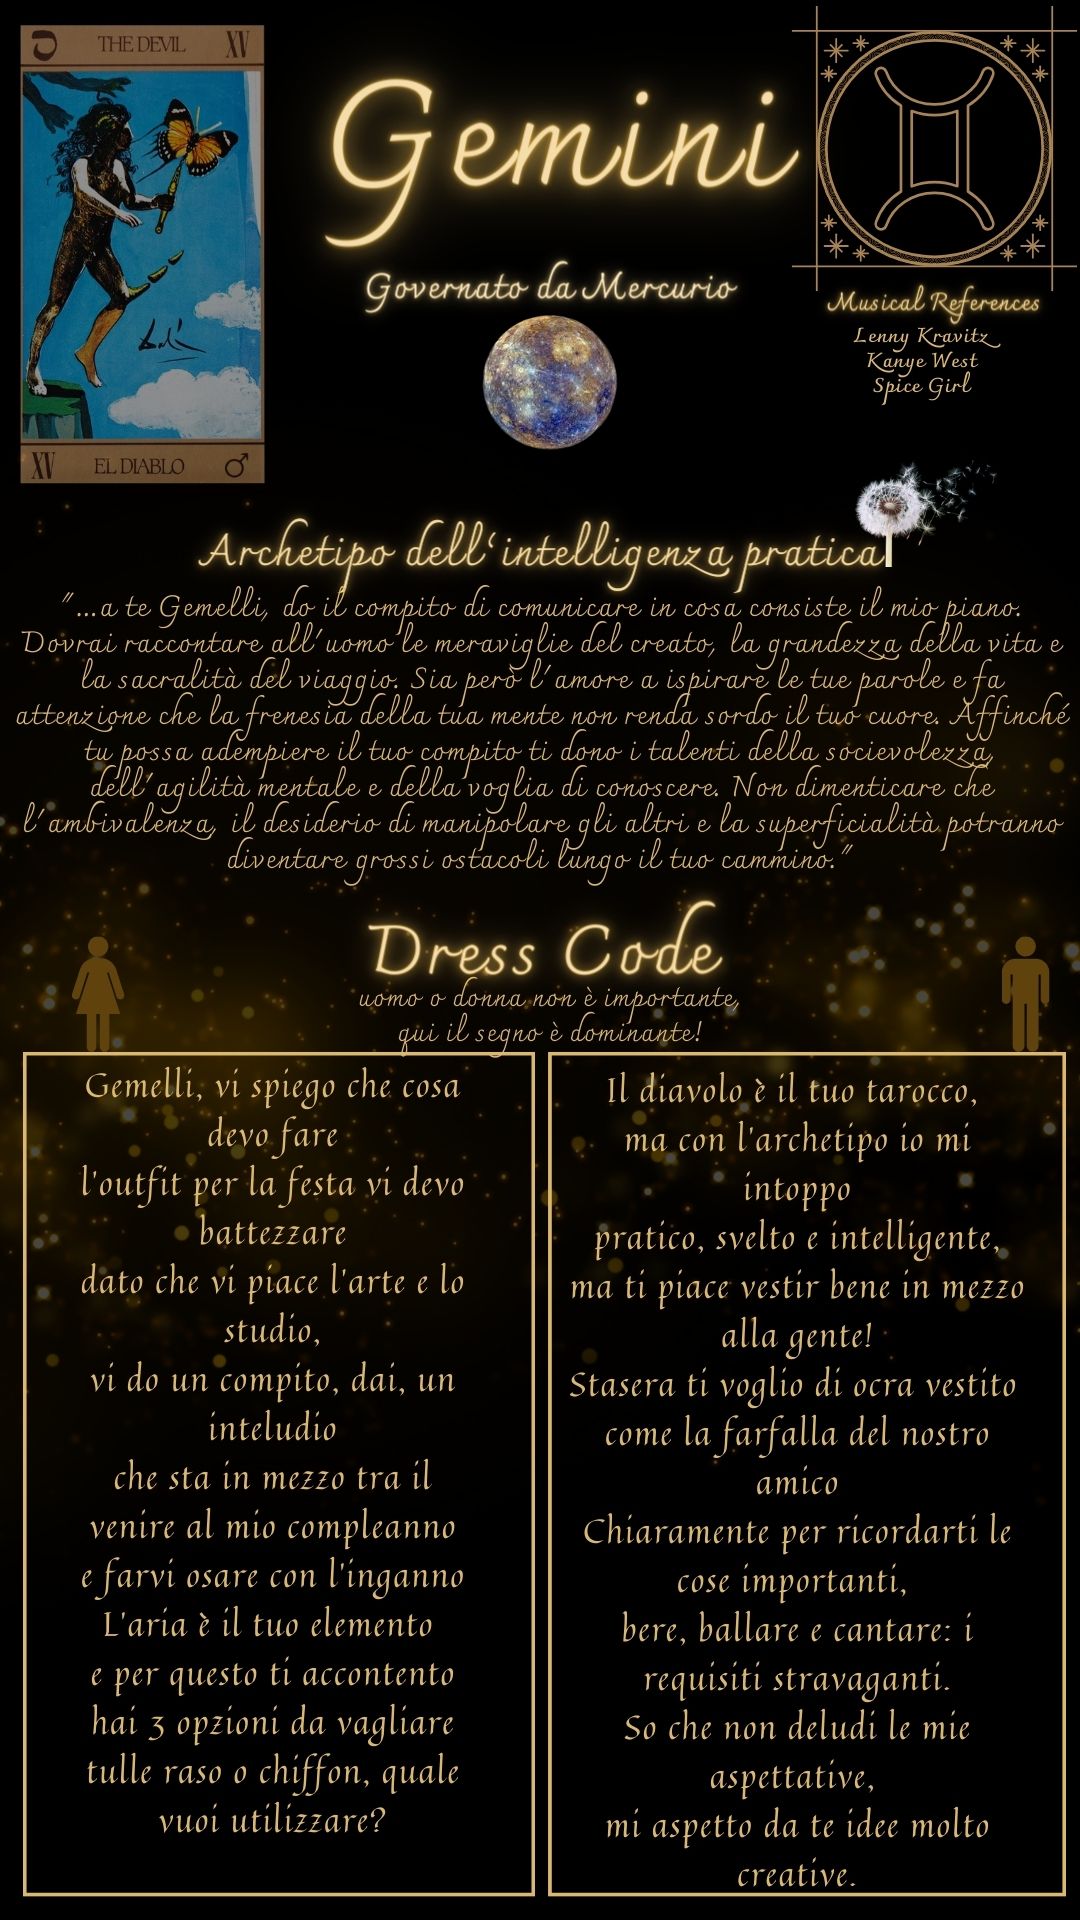 THE DEVIL XV
XV EL DIABLO
Dalí
Gemini
Governato da Mercurio
Musical References
Lenny Kravitz
Kanye West
Spice Girl
Archetipo dell'intelligenza pratica
"...a te Gemelli, do il compito di comunicare in cosa consiste il mio piano.
Dovrai raccontare all'uomo le meraviglie del creato, la grandezza della vita e
la sacralità del viaggio. Sia però l'amore a ispirare le tue parole e fa
attenzione che la frenesia della tua mente non renda sordo il tuo cuore. Affinché
tu possa adempiere il tuo compito ti dono i talenti della socievolezza,
dell'agilità mentale e della voglia di conoscere. Non dimenticare che
l'ambivalenza, il desiderio di manipolare gli altri e la superficialità potranno
diventare grossi ostacoli lungo il tuo cammino."
Dress Code
uomo o donna non è importante,
qui il segno è dominante!
Gemelli, vi spiego che cosa
devo fare
l'outfit per la festa vi devo
battezzare
dato che vi piace l'arte e lo
studio,
vi do un compito, dai, un
inteludio
che sta in mezzo tra il
venire al mio compleanno
e farvi osare con l'inganno
L'aria è il tuo elemento
e per questo ti accontento
hai 3 opzioni da vagliare
tulle raso o chiffon, quale
vuoi utilizzare?
Il diavolo è il tuo tarocco,
ma con l'archetipo io mi
intoppo
pratico, svelto e intelligente,
ma ti piace vestir bene in mezzo
alla gente!
Stasera ti voglio di ocra vestito
come la farfalla del nostro
amico
Chiaramente per ricordarti le
cose importanti,
bere, ballare e cantare: i
requisiti stravaganti.
So che non deludi le mie
aspettative,
mi aspetto da te idee molto
creative.